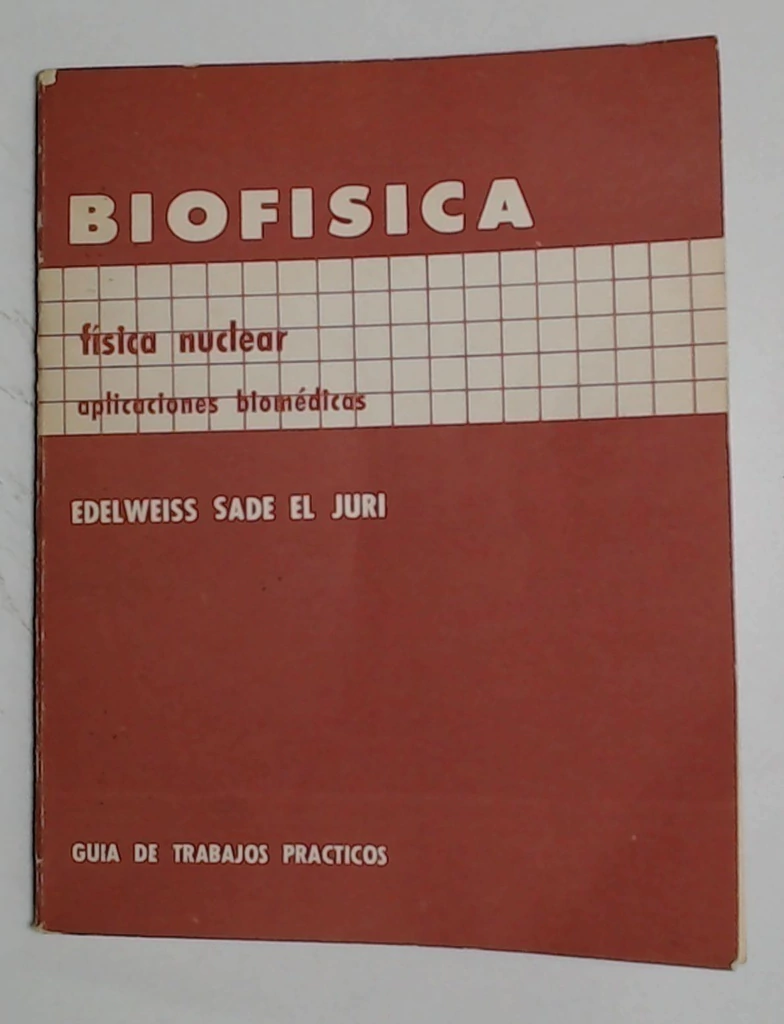 BIOFISICA
física nuclear
aplicaciones biomédicas
EDELWEISS SADE EL JURI
GUIA DE TRABAJOS PRACTICOS